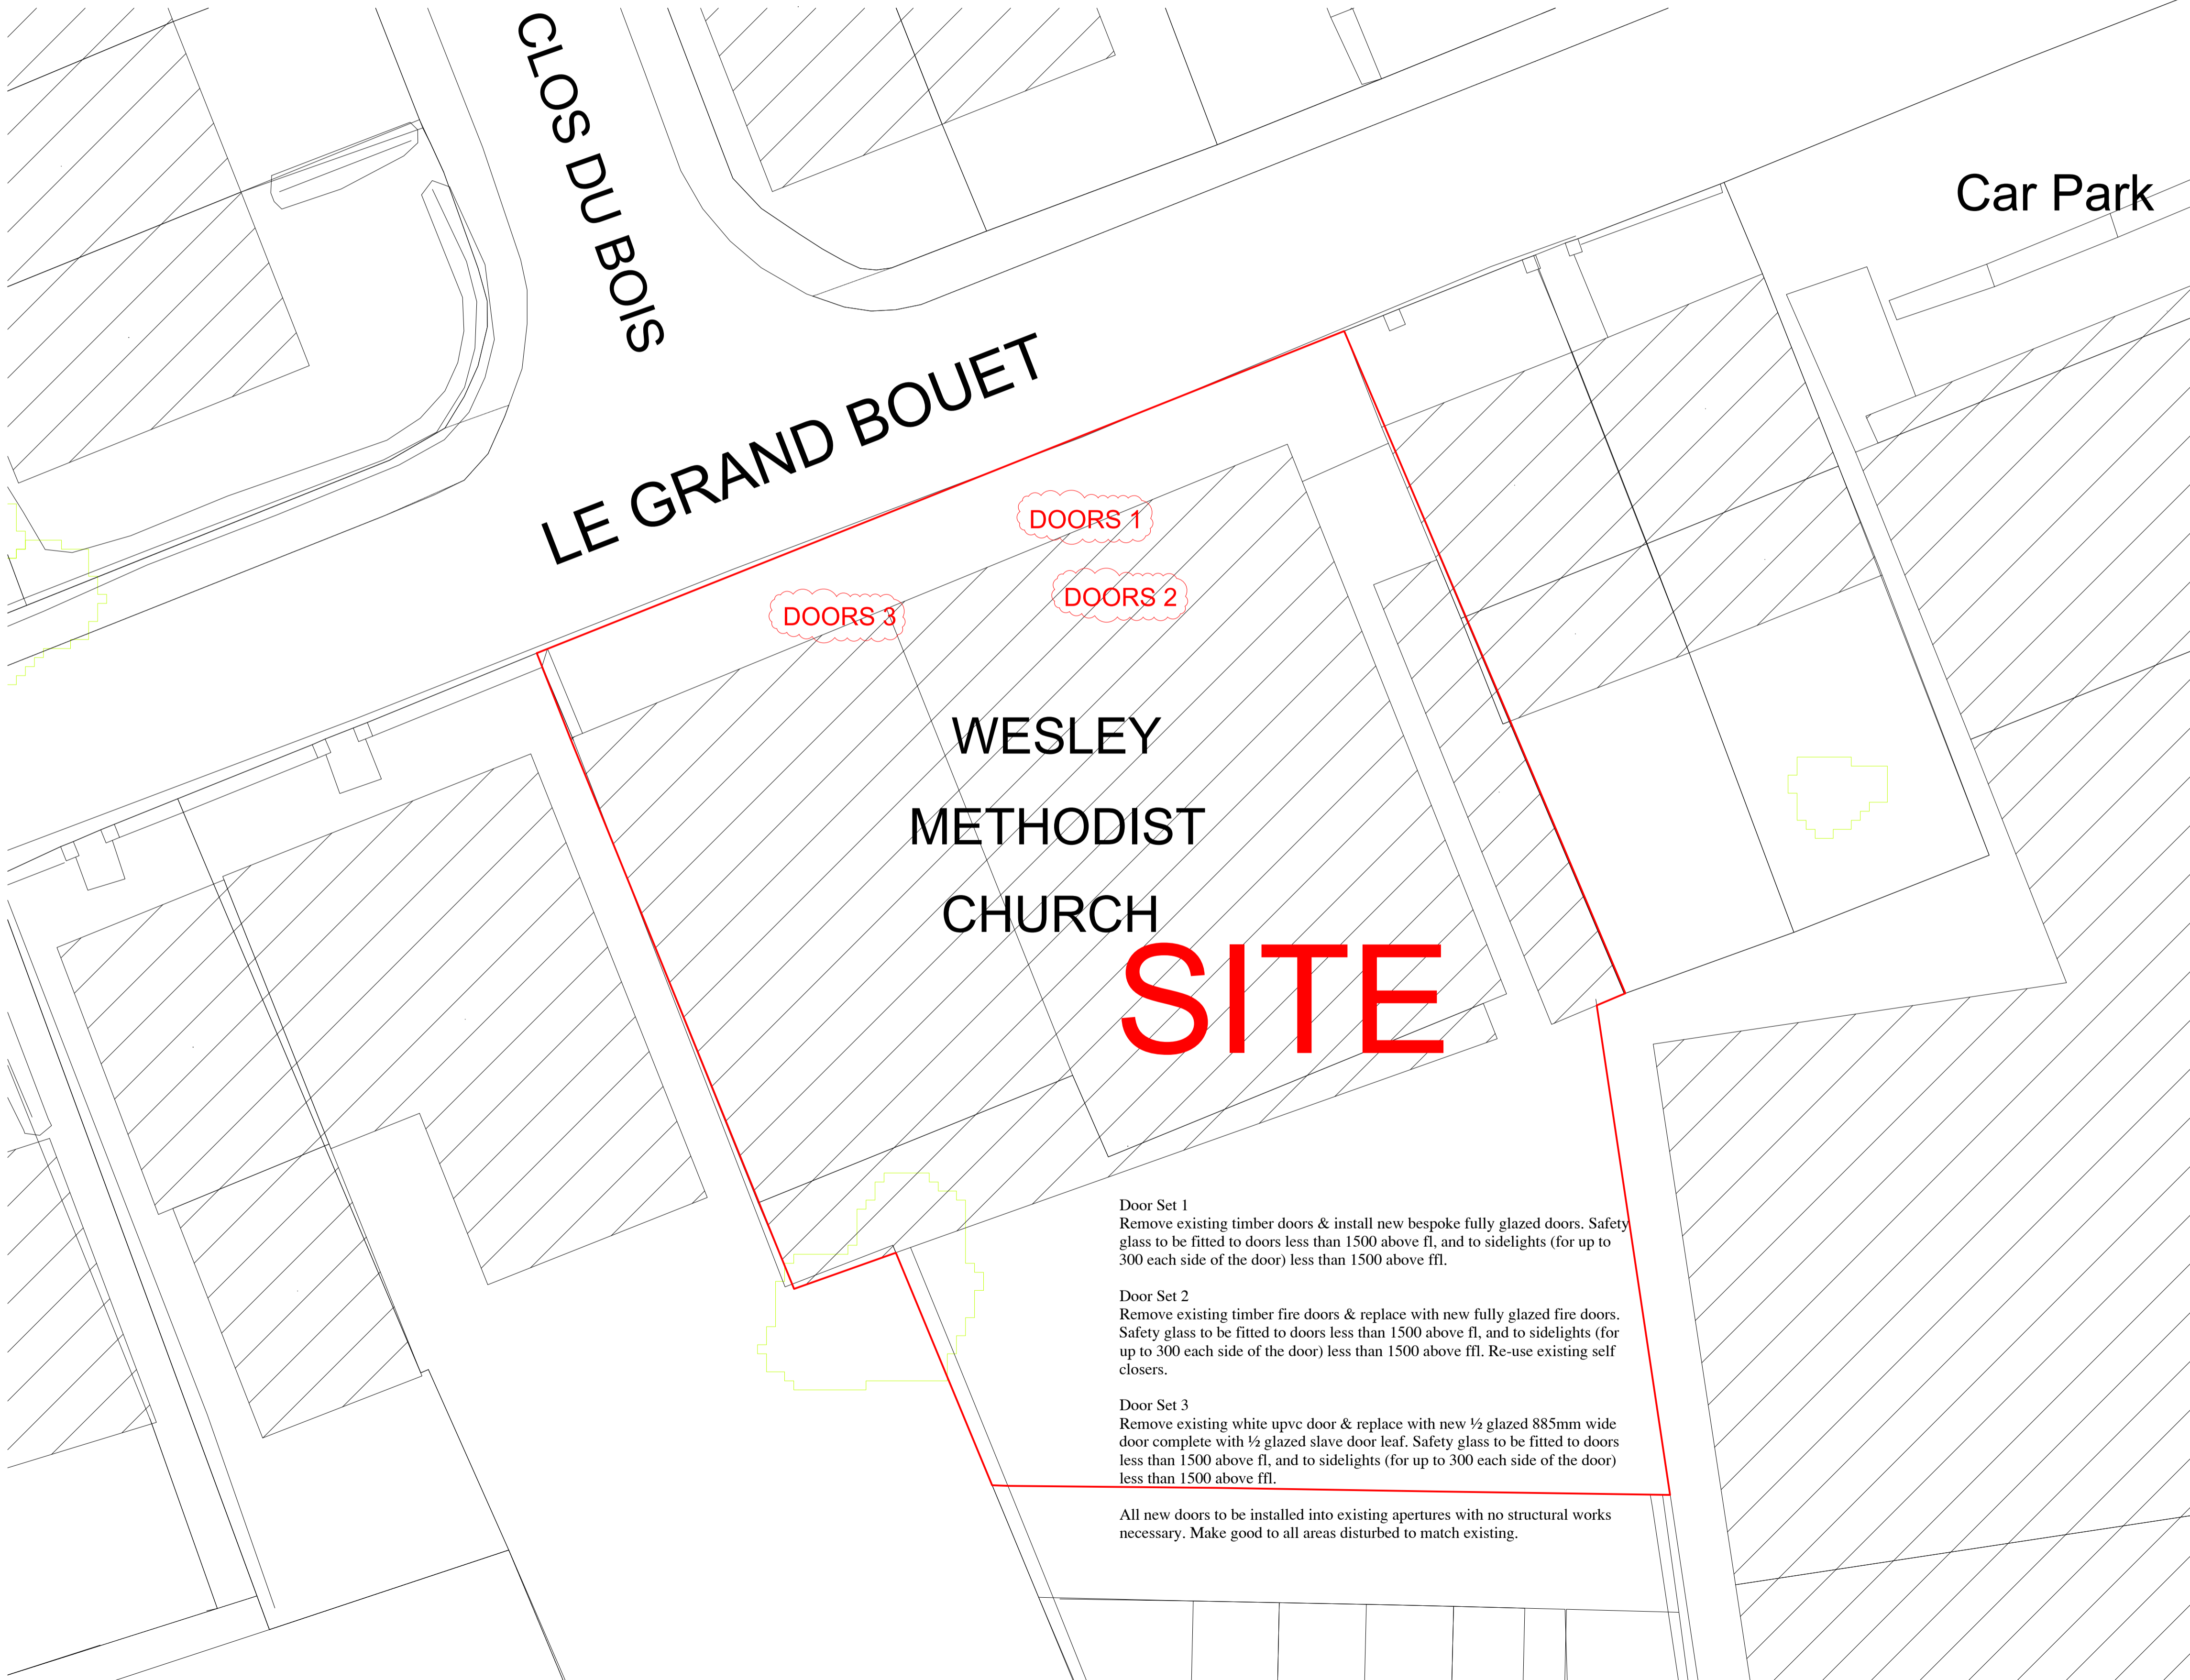 CLOS DU BOIS
Car Park
LE GRAND BOUET
DOORS 1
DOORS 2
DOORS 3
WESLEY
METHODIST
CHURCH
SITE
Door Set 1
Remove existing timber doors & install new bespoke fully glazed doors. Safety
glass to be fitted to doors less than 1500 above fl, and to sidelights (for up to
300 each side of the door) less than 1500 above ffl.
Door Set 2
Remove existing timber fire doors & replace with new fully glazed fire doors.
Safety glass to be fitted to doors less than 1500 above fl, and to sidelights (for
up to 300 each side of the door) less than 1500 above ffl. Re-use existing self
closers.
Door Set 3
Remove existing white upvc door & replace with new ½ glazed 885mm wide
door complete with ½ glazed slave door leaf. Safety glass to be fitted to doors
less than 1500 above fl, and to sidelights (for up to 300 each side of the door)
less than 1500 above ffl.
All new doors to be installed into existing apertures with no structural works
necessary. Make good to all areas disturbed to match existing.